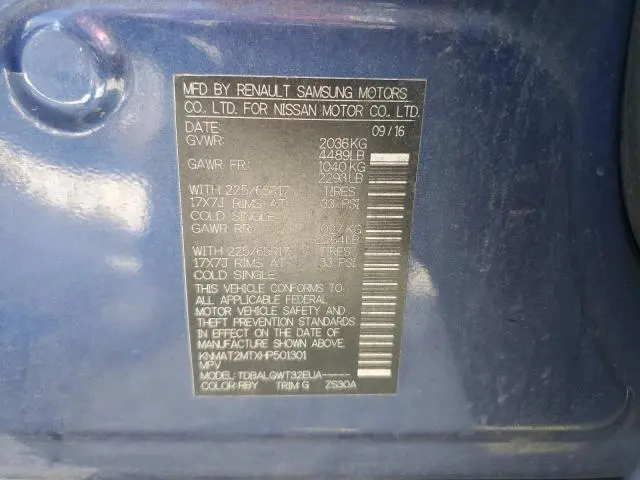 MFD BY RENAULT SAMSUNG MOTORS
CO. LTD. FOR NISSAN MOTOR CO., LTD.
DATE: 09/16
GVWR: 2036KG
4489LB
GAWR FR: 1040KG
2293LB
WITH 225/65R17 TIRES
17X7J RIMS AT 33 PSI
COLD SINGLE
GAWR RR: KG
LB
WITH 225/65R17 TIRES
17X7J RIMS AT 33 PSI
COLD SINGLE
THIS VEHICLE CONFORMS TO
ALL APPLICABLE FEDERAL
MOTOR VEHICLE SAFETY AND
THEFT PREVENTION STANDARDS
IN EFFECT ON THE DATE OF
MANUFACTURE SHOWN ABOVE.
KNMAT2MTXHP501301
MPV
MODEL: TDBALGWT32EUA-----
COLOR:RBY TRIM:G ZS30A